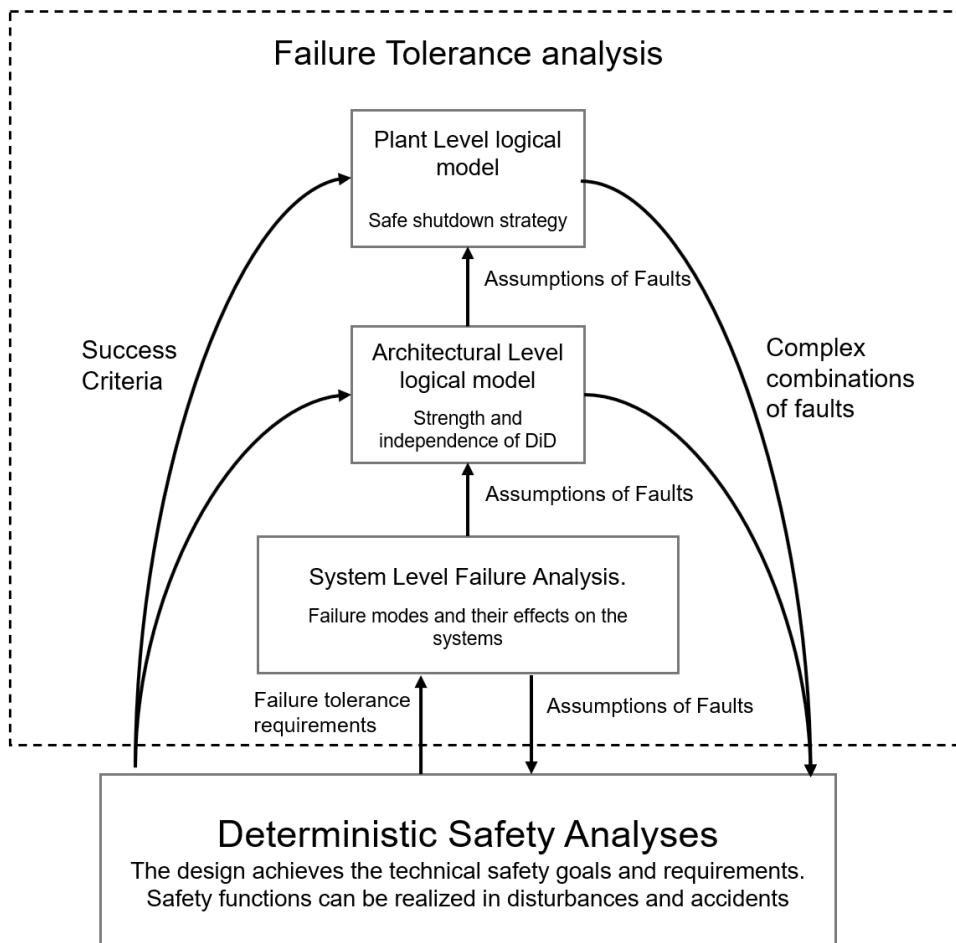 Failure Tolerance analysis
Plant Level logical
model
Safe shutdown strategy
Assumptions of Faults
Success
Criteria
Architectural Level
logical model
Strength and
independence of DiD
Complex
combinations
of faults
Assumptions of Faults
System Level Failure Analysis.
Failure modes and their effects on the
systems
Failure tolerance
requirements
Assumptions of Faults
Deterministic Safety Analyses
The design achieves the technical safety goals and requirements.
Safety functions can be realized in disturbances and accidents